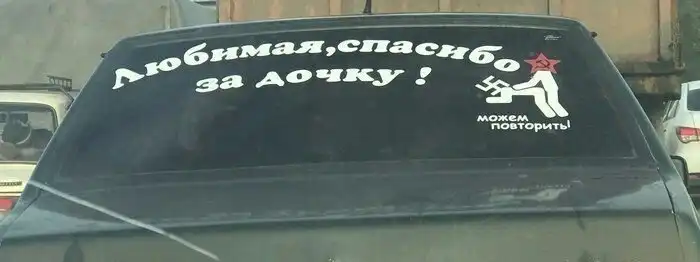 Любимая,спасибо
за дочку !
можем
повторить!